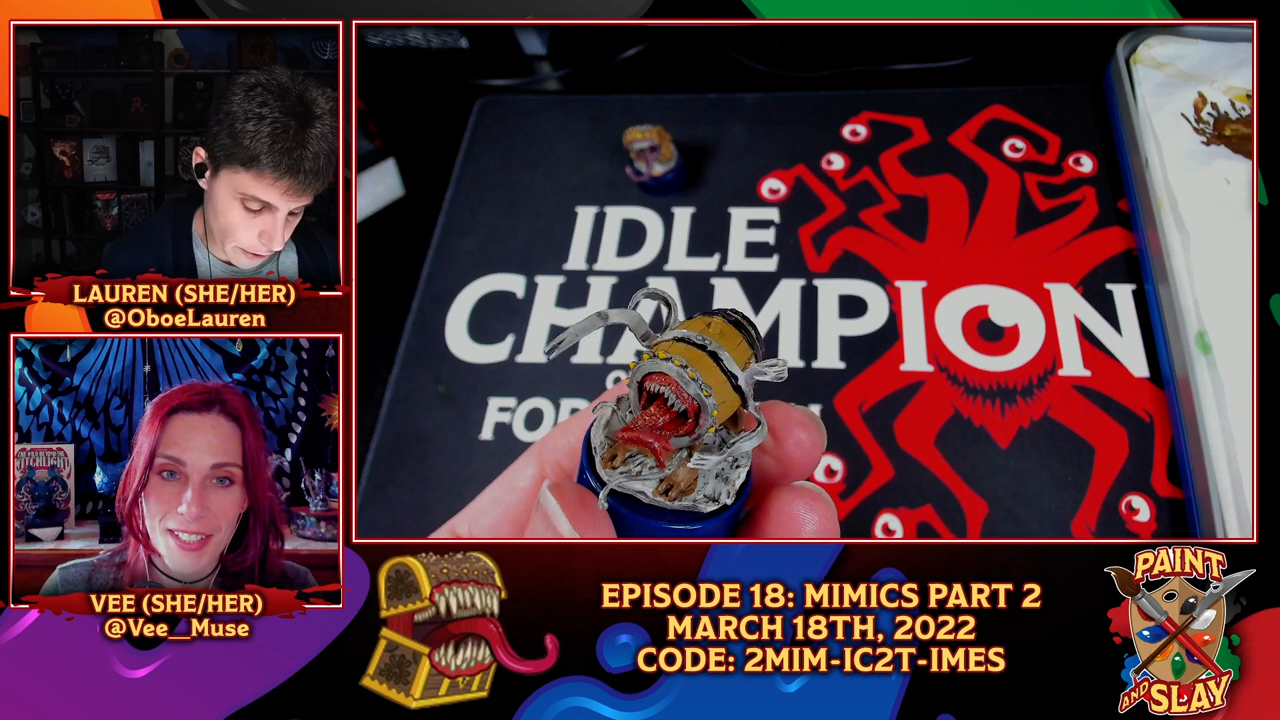 LAUREN (SHE/HER)
@OboeLauren
VEE (SHE/HER)
@Vee__Muse
IDLE
CHAMPION
FOR
EPISODE 18: MIMICS PART 2
MARCH 18TH, 2022
CODE: 2MIM-IC2T-IMES
PAINT
AND SLAY